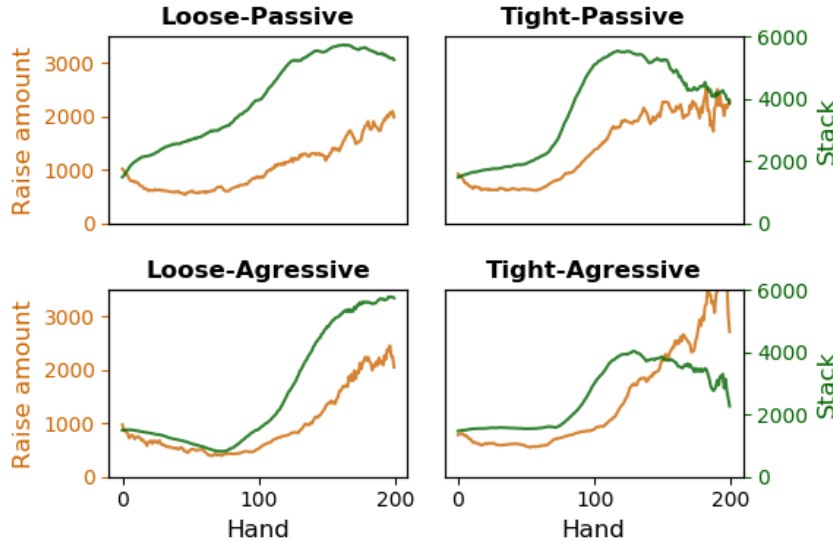 Loose-Passive
Tight-Passive
Raise amount
3000
2000
1000
0
6000
4000
2000
0
Stack
Loose-Agressive
Tight-Agressive
Raise amount
3000
2000
1000
0
6000
4000
2000
0
Stack
0
100
200
0
100
200
Hand
Hand